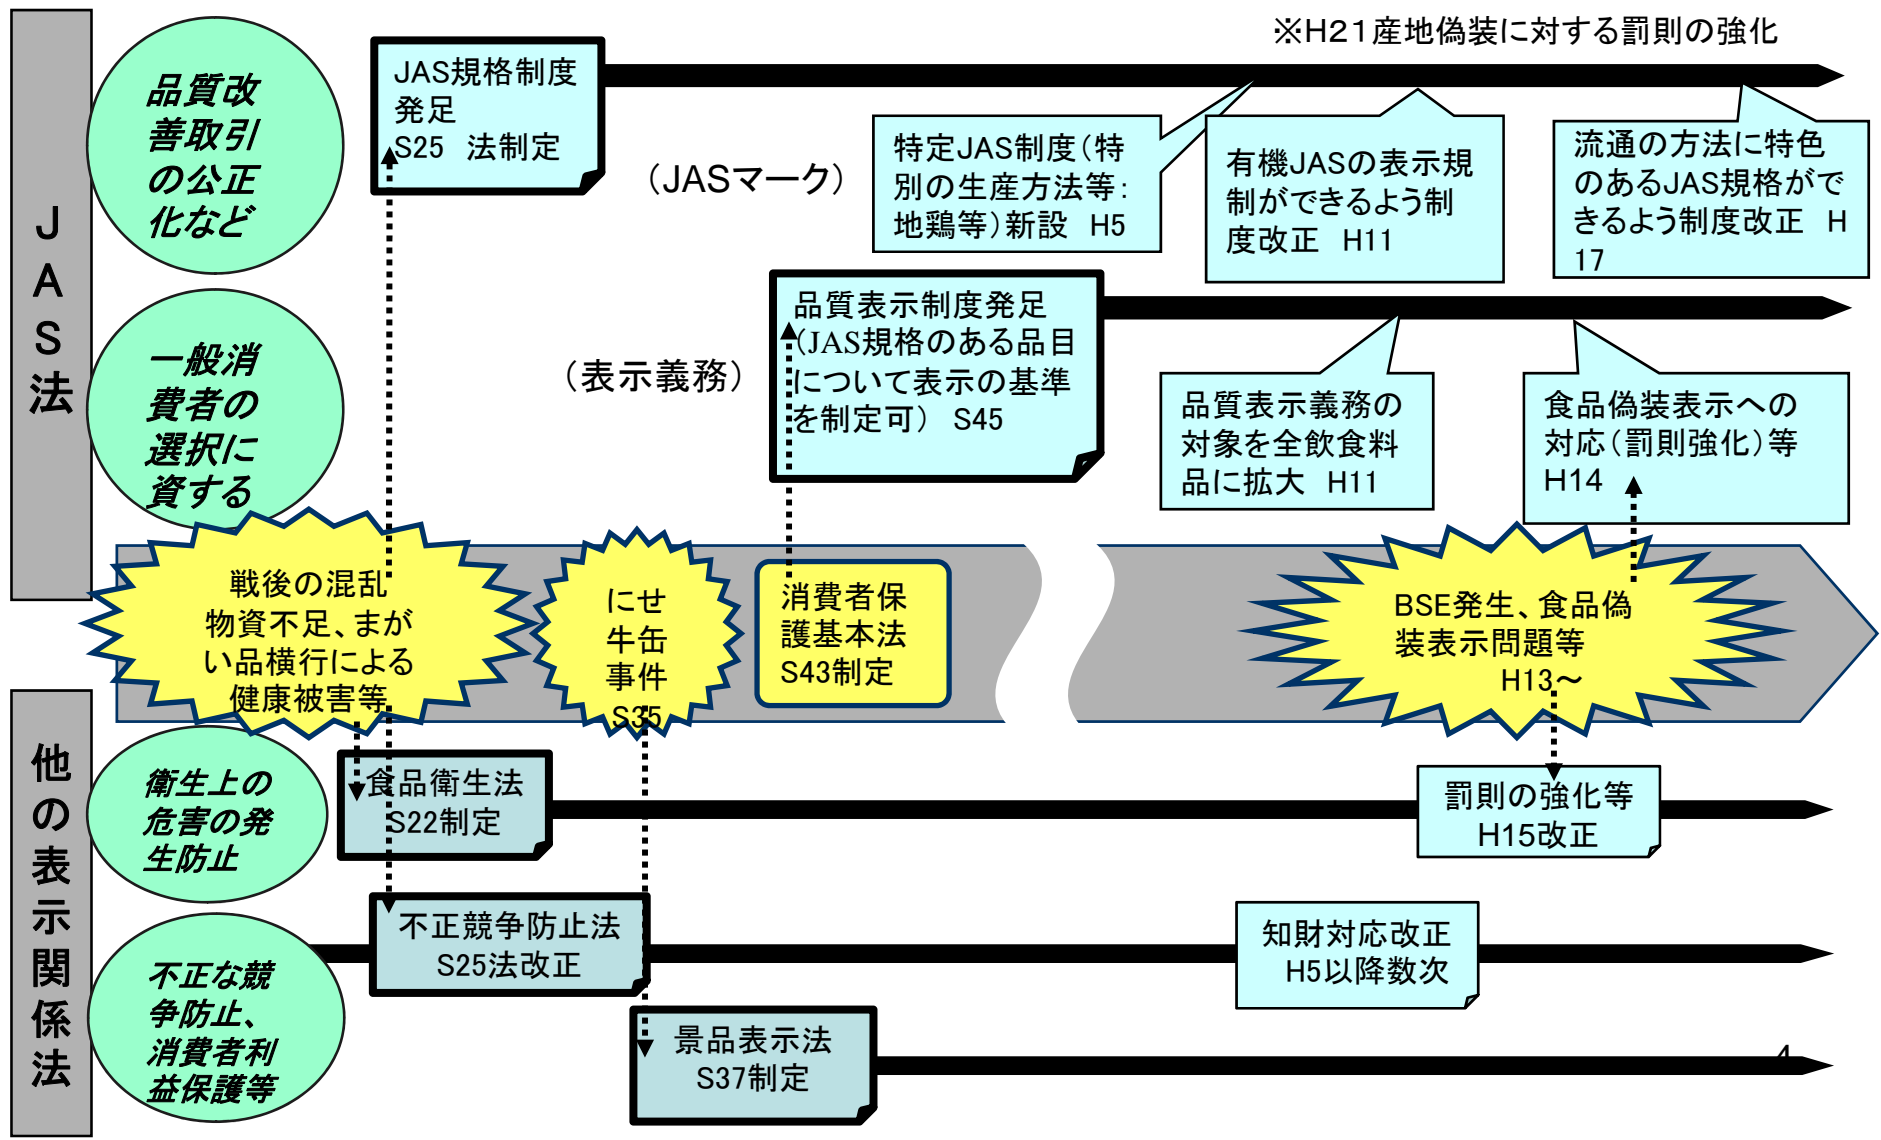 ※H21産地偽装に対する罰則の強化
JAS法
品質改
善取引
の公正
化など
JAS規格制度
発足
S25 法制定
(JASマーク)
特定JAS制度(特
別の生産方法等:
地鶏等)新設 H5
有機JASの表示規
制ができるよう制
度改正 H11
流通の方法に特色
のあるJAS規格がで
きるよう制度改正 H
17
一般消
費者の
選択に
資する
(表示義務)
品質表示制度発足
(JAS規格のある品目
について表示の基準
を制定可) S45
品質表示義務の
対象を全飲食料
品に拡大 H11
食品偽装表示への
対応(罰則強化)等
H14
戦後の混乱
物資不足、まが
い品横行による
健康被害等
にせ
牛缶
事件
S35
消費者保
護基本法
S43制定
BSE発生、食品偽
装表示問題等
H13~
他の表示関係法
衛生上の
危害の発
生防止
食品衛生法
S22制定
罰則の強化等
H15改正
不正な競
争防止、
消費者利
益保護等
不正競争防止法
S25法改正
知財対応改正
H5以降数次
景品表示法
S37制定
4